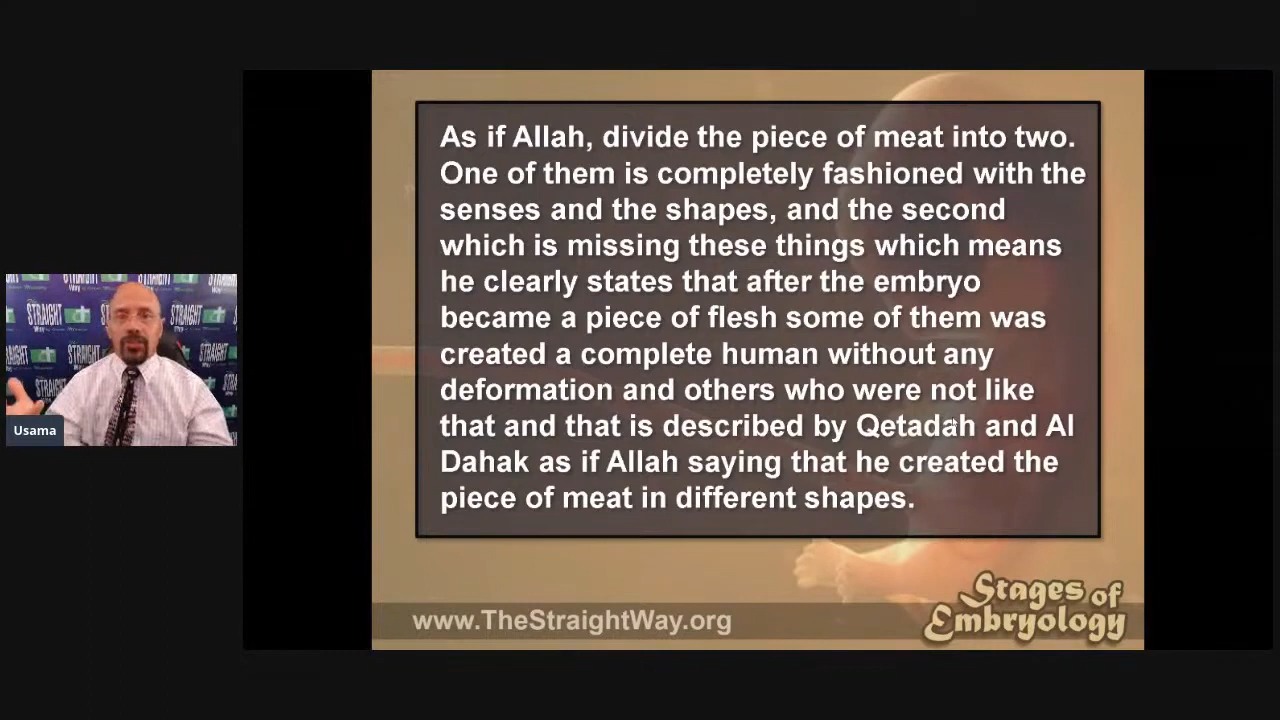 As if Allah, divide the piece of meat into two.
One of them is completely fashioned with the
senses and the shapes, and the second
which is missing these things which means
he clearly states that after the embryo
became a piece of flesh some of them was
created a complete human without any
deformation and others who were not like
that and that is described by Qetadah and Al
Dahak as if Allah saying that he created the
piece of meat in different shapes.
www.TheStraightWay.org
Stages of
Embryology
STRAIGHT
Way
STRAIGHT
Usama